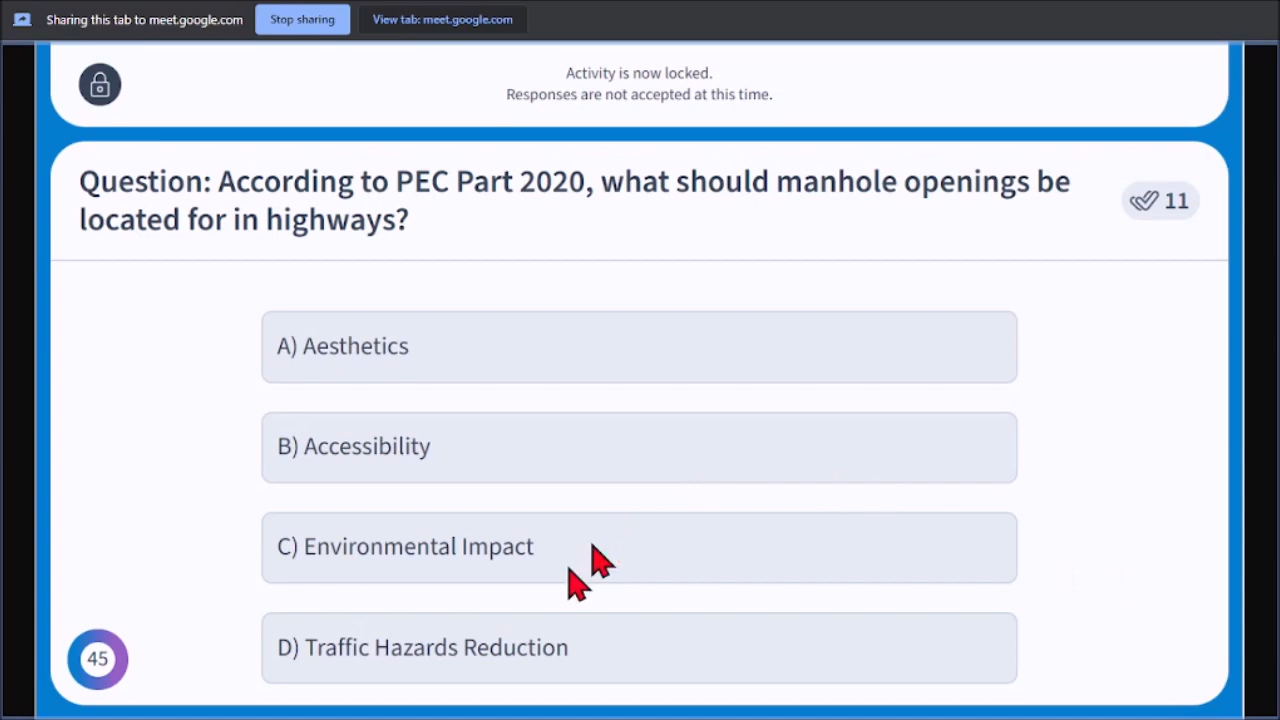 Sharing this tab to meet.google.com
Stop sharing
View tab: meet.google.com
Activity is now locked.
Responses are not accepted at this time.
Question: According to PEC Part 2020, what should manhole openings be
located for in highways?
11
A) Aesthetics
B) Accessibility
C) Environmental Impact
D) Traffic Hazards Reduction
45